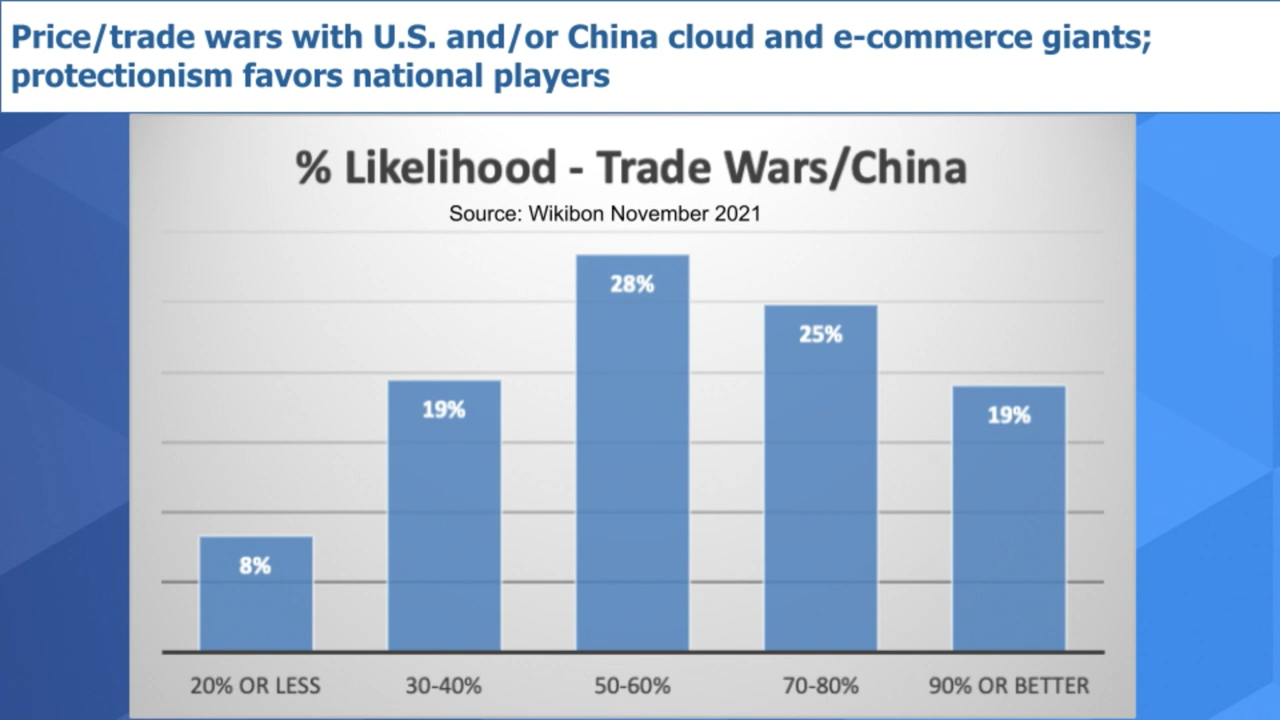 Price/trade wars with U.S. and/or China cloud and e-commerce giants;
protectionism favors national players
% Likelihood - Trade Wars/China
Source: Wikibon November 2021
28%
25%
19%
19%
8%
20% OR LESS
30-40%
50-60%
70-80%
90% OR BETTER